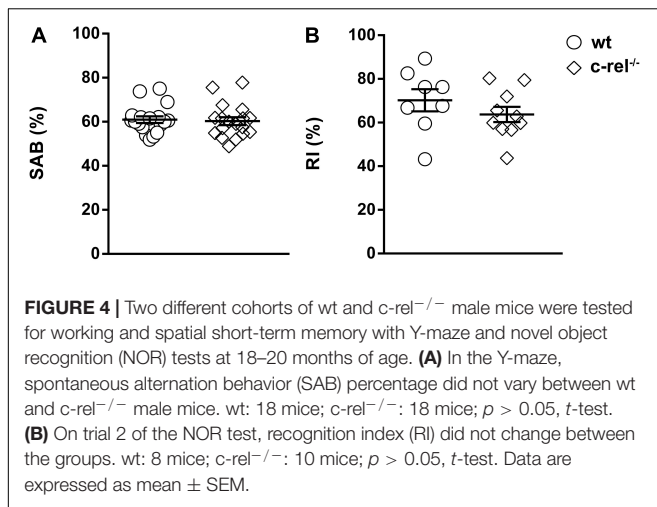 A
B
wt
c-rel-/-
100
80
60
40
20
0
SAB (%)
100
80
60
40
20
0
RI (%)
FIGURE 4 | Two different cohorts of wt and c-rel−/− male mice were tested
for working and spatial short-term memory with Y-maze and novel object
recognition (NOR) tests at 18–20 months of age. (A) In the Y-maze,
spontaneous alternation behavior (SAB) percentage did not vary between wt
and c-rel−/− male mice. wt: 18 mice; c-rel−/−: 18 mice; p > 0.05, t-test.
(B) On trial 2 of the NOR test, recognition index (RI) did not change between
the groups. wt: 8 mice; c-rel−/−: 10 mice; p > 0.05, t-test. Data are
expressed as mean ± SEM.